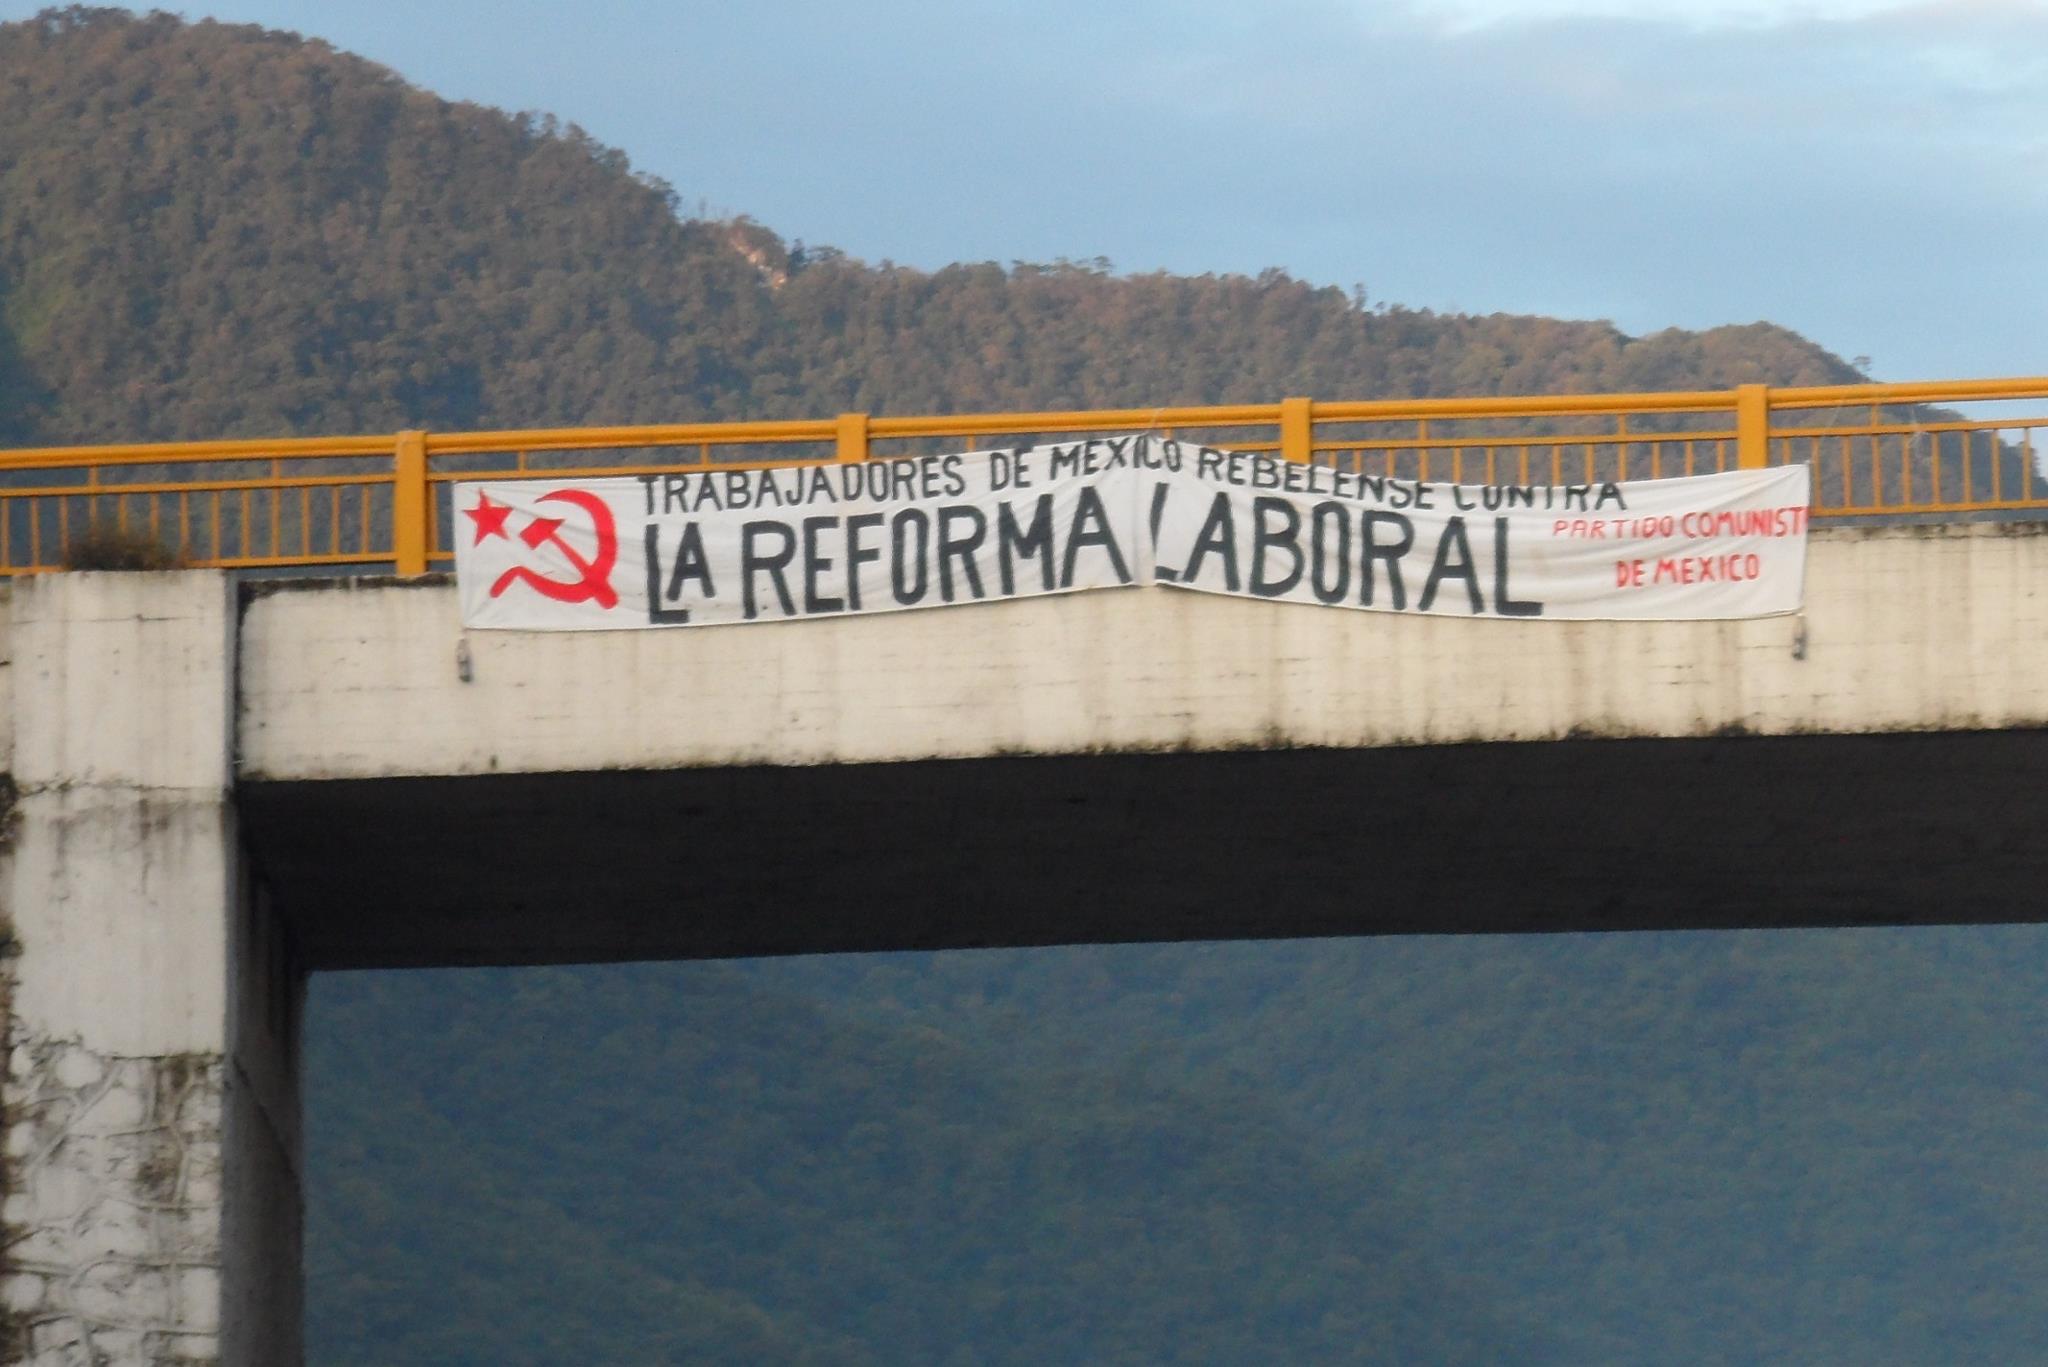 TRABAJADORES DE MEXICO REBELENSE CONTRA
LA REFORMA LABORAL
PARTIDO COMUNIST
DE MEXICO